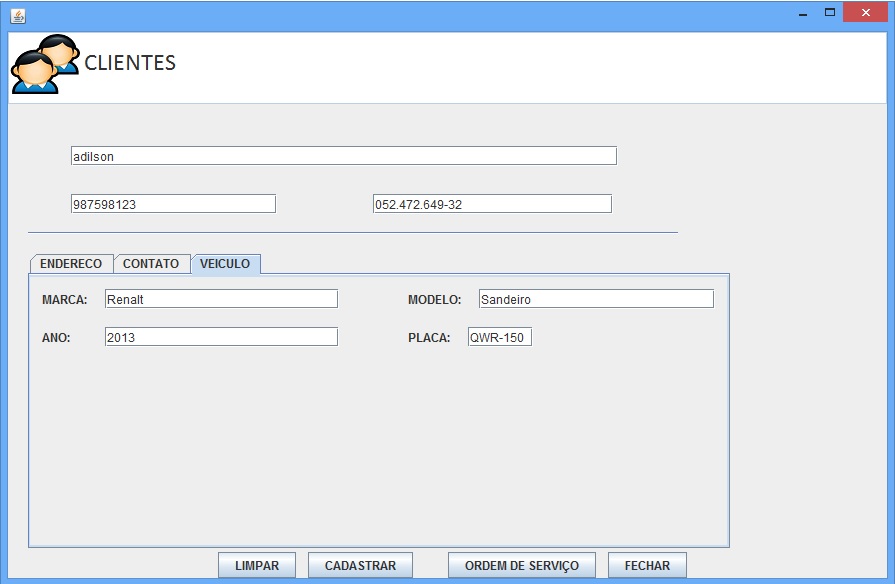 CLIENTES
adilson
987598123 052.472.649-32
ENDERECO CONTATO VEICULO
MARCA: Renalt MODELO: Sandeiro
ANO: 2013 PLACA: QWR-150
LIMPAR CADASTRAR ORDEM DE SERVIÇO FECHAR